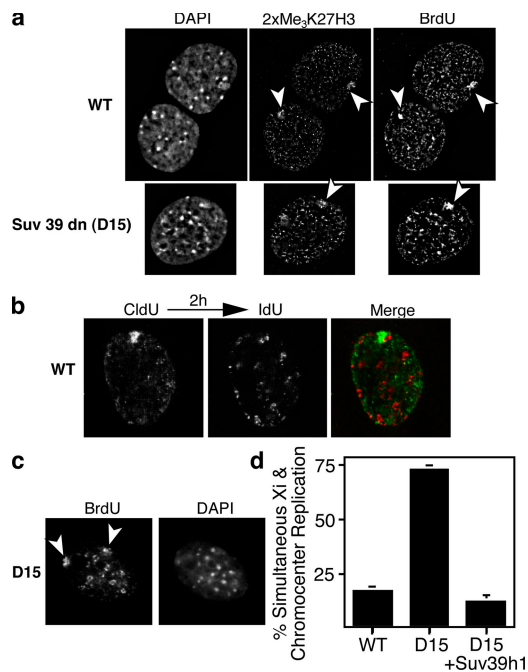 a
DAPI 2xMe3K27H3 BrdU
WT
Suv 39 dn (D15)
b
2h
CldU IdU Merge
WT
c
BrdU DAPI
D15
d
% Simultaneous Xi &
Chromocenter Replication
75
50
25
WT D15 D15
+Suv39h1